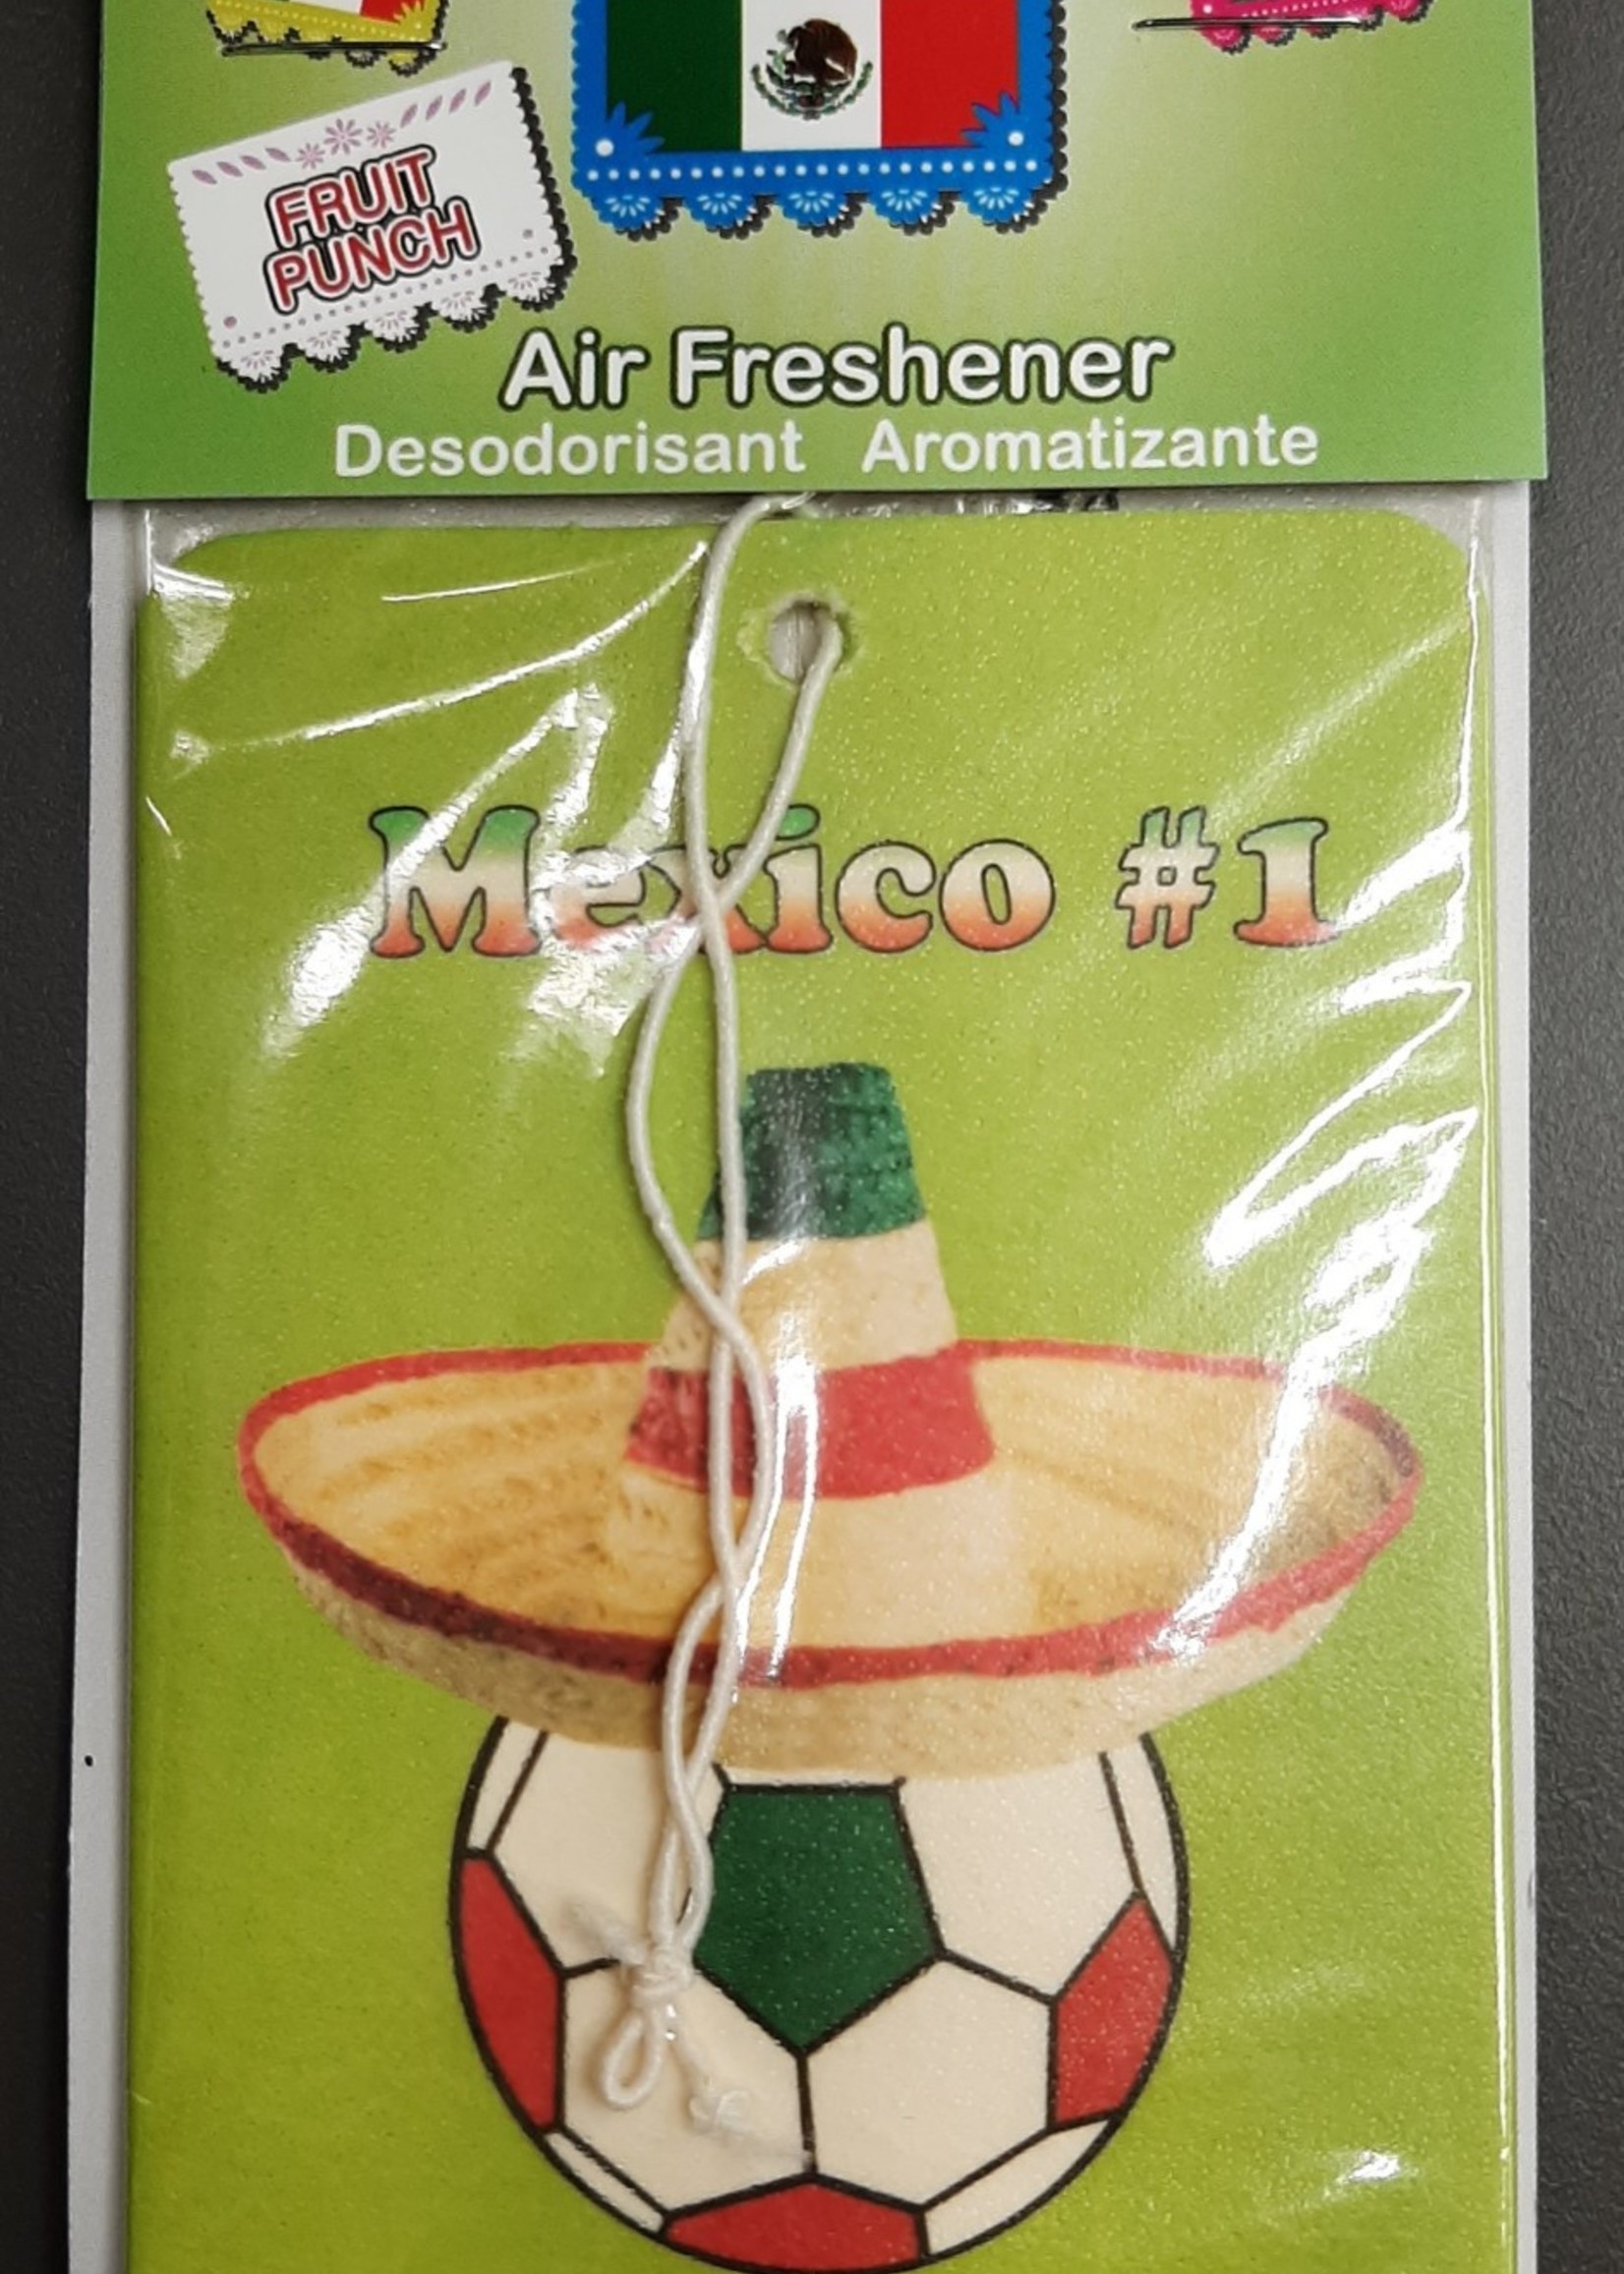 FRUIT
PUNCH
Air Freshener
Desodorisant Aromatizante
Mexico #1